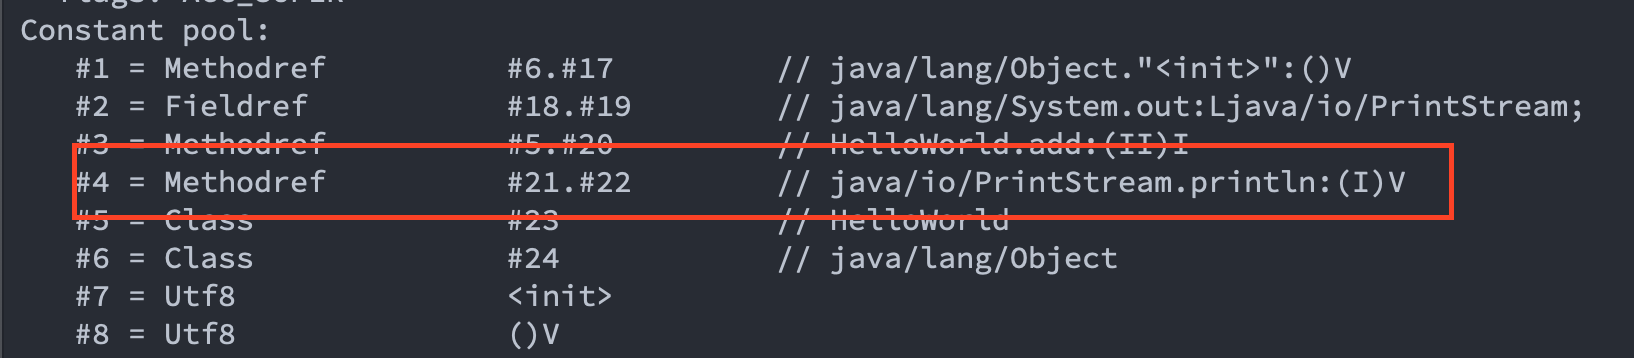 Constant pool:
#1 = Methodref #6.#17 // java/lang/Object."<init>":()V
#2 = Fieldref #18.#19 // java/lang/System.out:Ljava/io/PrintStream;
#3 = Methodref #5.#20 // HelloWorld.add:(II)I
#4 = Methodref #21.#22 // java/io/PrintStream.println:(I)V
#5 = Class #23 // HelloWorld
#6 = Class #24 // java/lang/Object
#7 = Utf8 <init>
#8 = Utf8 ()V